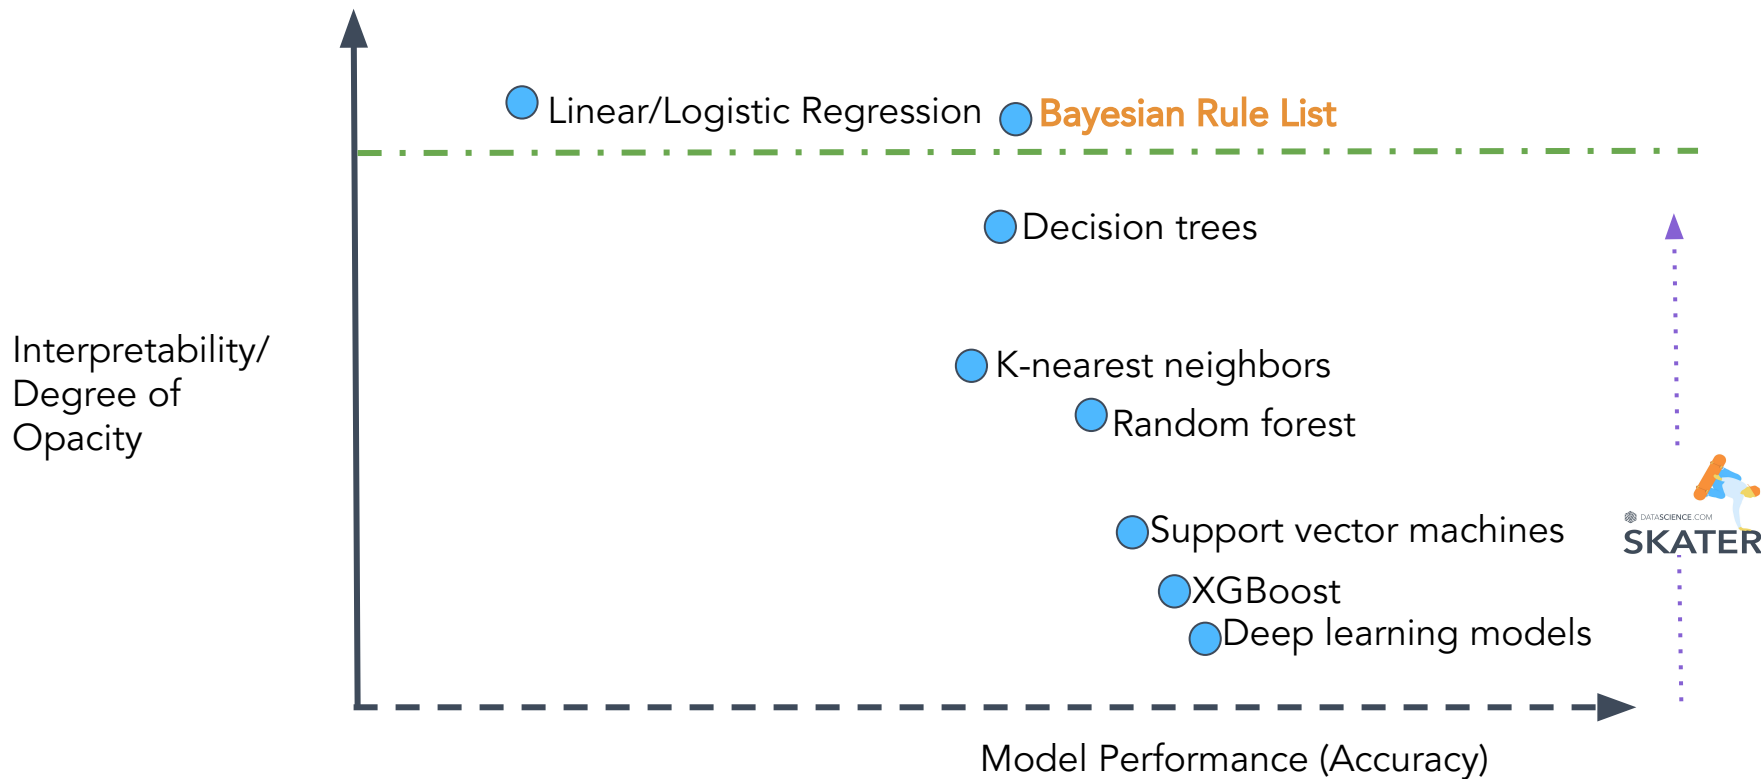 Linear/Logistic Regression
Bayesian Rule List
Decision trees
Interpretability/
Degree of
Opacity
K-nearest neighbors
Random forest
Support vector machines
DATASCIENCE.COM
SKATER
XGBoost
Deep learning models
Model Performance (Accuracy)